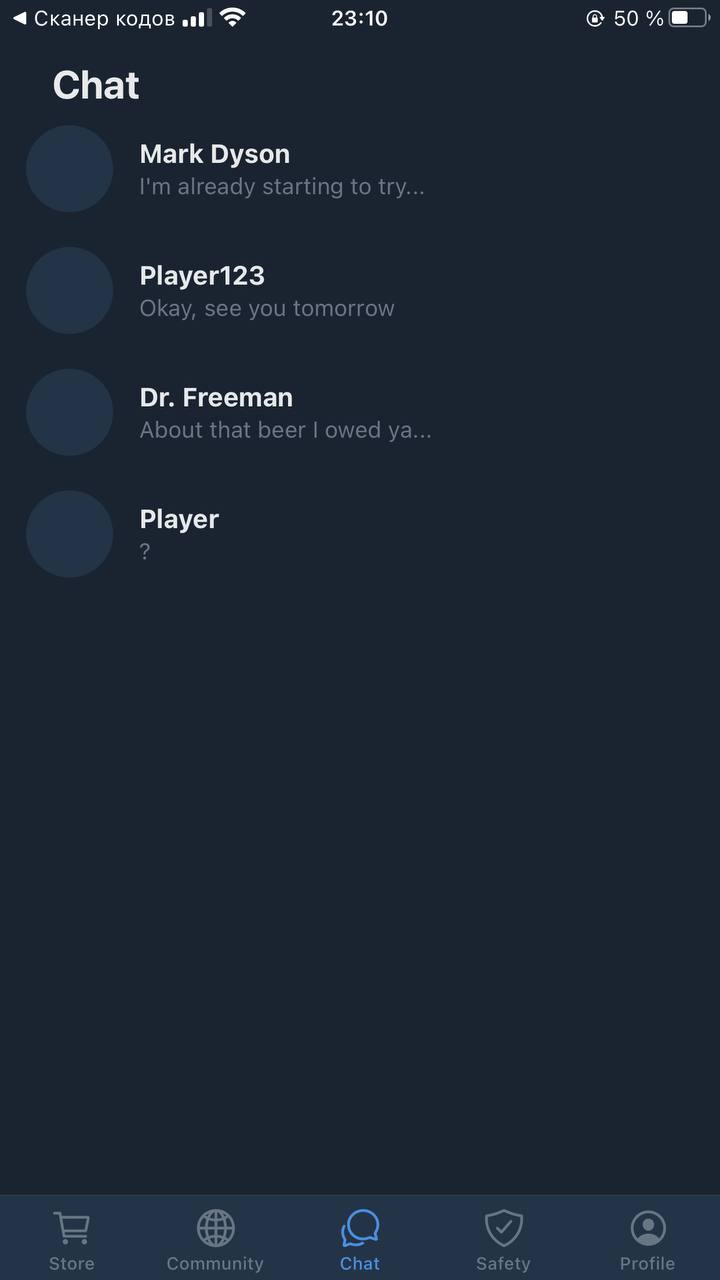 Сканер кодов
23:10
50 %
Chat
Mark Dyson
I'm already starting to try...
Player123
Okay, see you tomorrow
Dr. Freeman
About that beer I owed ya...
Player
?
Store
Community
Chat
Safety
Profile